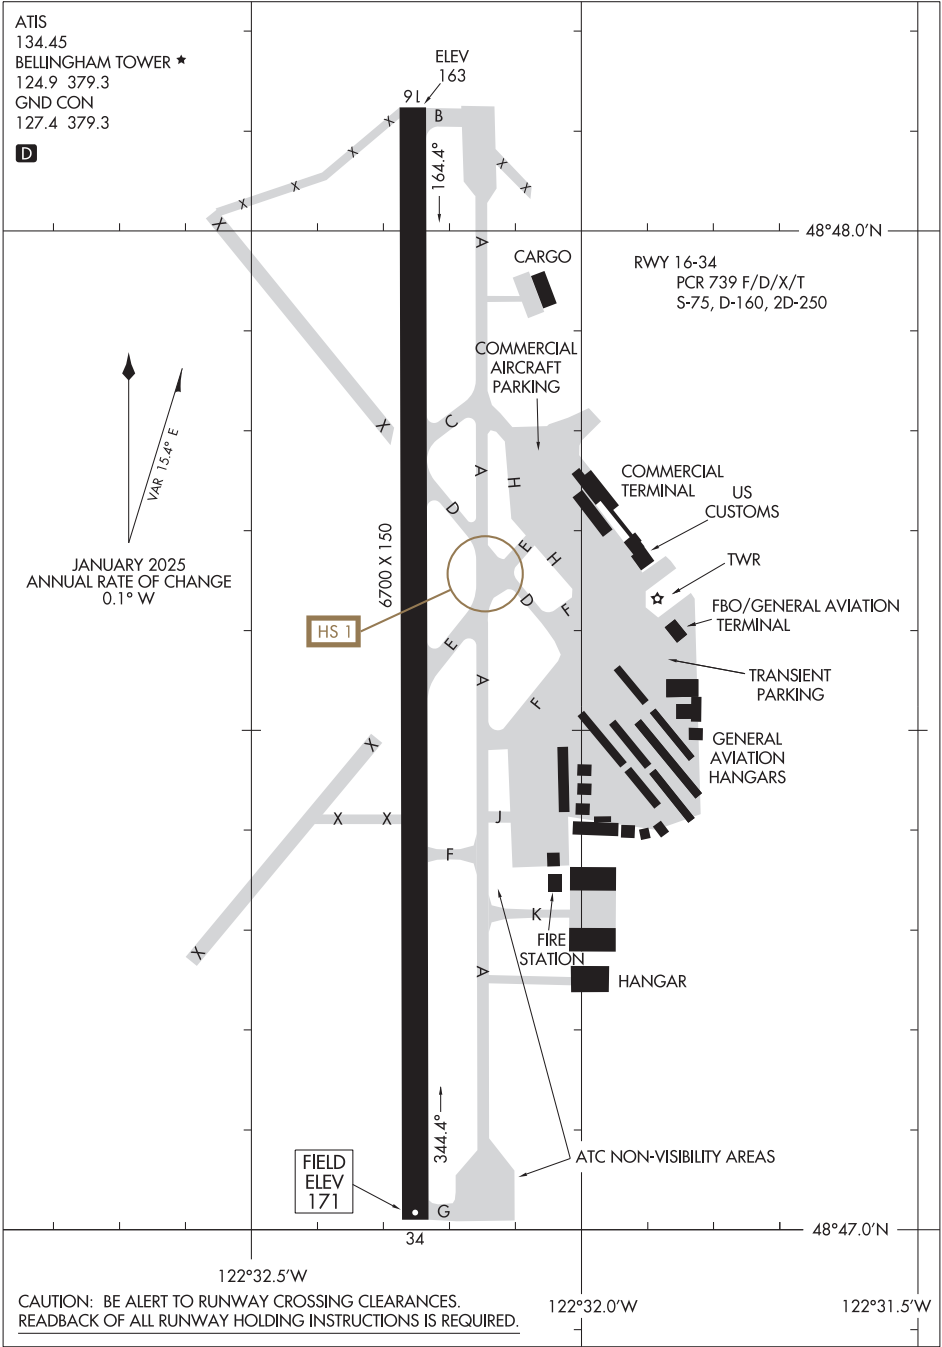 ATIS
134.45
BELLINGHAM TOWER ★
124.9 379.3
GND CON
127.4 379.3
D
ELEV
163
16
B
X
X
X
X
X
X
X
164.4°
A
48°48.0'N
CARGO
RWY 16-34
PCR 739 F/D/X/T
S-75, D-160, 2D-250
COMMERCIAL
AIRCRAFT
PARKING
VAR 15.4° E
X
C
A
H
COMMERCIAL
TERMINAL
US
CUSTOMS
D
E
H
JANUARY 2025
ANNUAL RATE OF CHANGE
0.1° W
6700 X 150
TWR
D
F
FBO/GENERAL AVIATION
TERMINAL
HS 1
E
A
F
TRANSIENT
PARKING
GENERAL
AVIATION
HANGARS
X
X
X
J
F
K
FIRE
STATION
X
A
HANGAR
344.4°
ATC NON-VISIBILITY AREAS
FIELD
ELEV
171
G
34
48°47.0'N
122°32.5'W
122°32.0'W
122°31.5'W
CAUTION: BE ALERT TO RUNWAY CROSSING CLEARANCES.
READBACK OF ALL RUNWAY HOLDING INSTRUCTIONS IS REQUIRED.